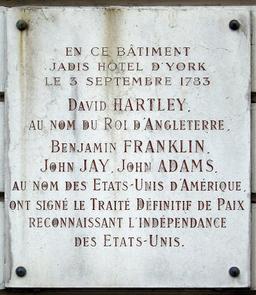 EN CE BÂTIMENT
JADIS HÔTEL D'YORK
LE 3 SEPTEMBRE 1783
DAVID HARTLEY,
AU NOM DU ROI D'ANGLETERRE,
BENJAMIN FRANKLIN,
JOHN JAY, JOHN ADAMS,
AU NOM DES ETATS-UNIS D'AMÉRIQUE,
ONT SIGNÉ LE TRAITÉ DÉFINITIF DE PAIX
RECONNAISSANT L'INDÉPENDANCE
DES ETATS-UNIS.